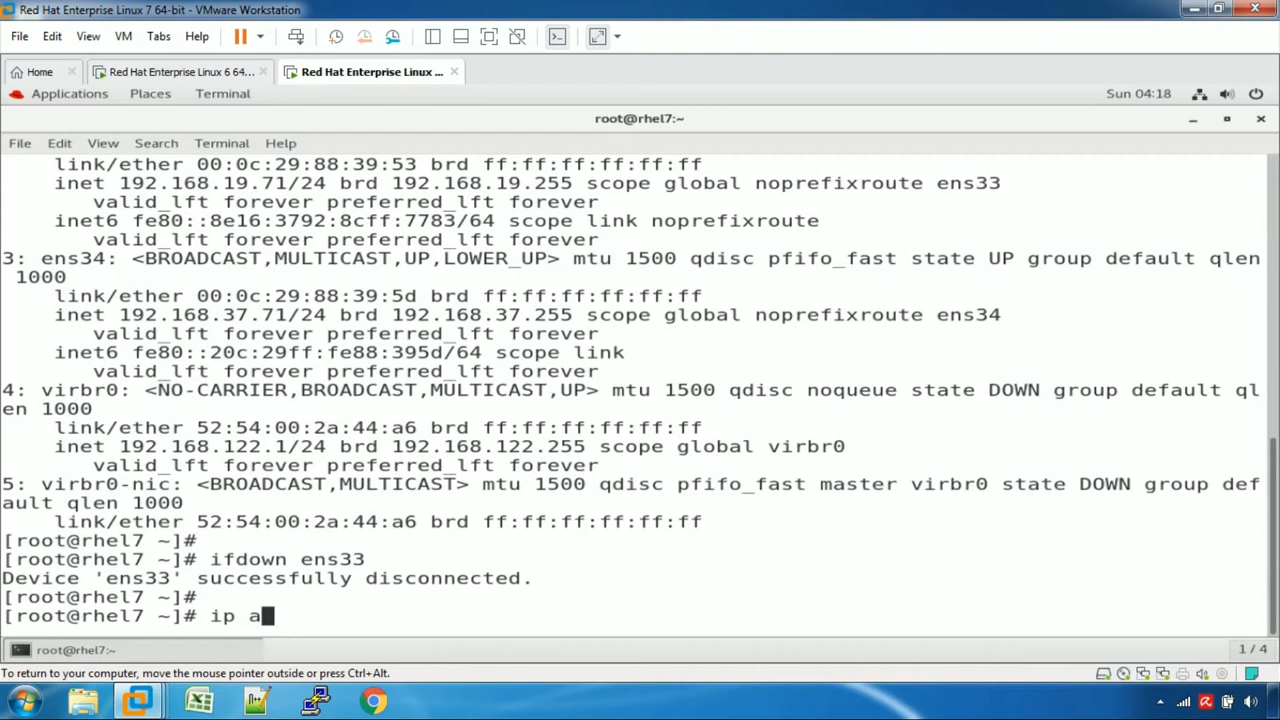 Red Hat Enterprise Linux 7 64-bit - VMware Workstation
File Edit View VM Tabs Help
Home Red Hat Enterprise Linux 6 64... Red Hat Enterprise Linux ...
Applications Places Terminal Sun 04:18
root@rhel7:~
File Edit View Search Terminal Help
link/ether 00:0c:29:88:39:53 brd ff:ff:ff:ff:ff:ff
inet 192.168.19.71/24 brd 192.168.19.255 scope global noprefixroute ens33
valid_lft forever preferred_lft forever
inet6 fe80::8e16:3792:8cff:7783/64 scope link noprefixroute
valid_lft forever preferred_lft forever
3: ens34: <BROADCAST,MULTICAST,UP,LOWER_UP> mtu 1500 qdisc pfifo_fast state UP group default qlen
1000
link/ether 00:0c:29:88:39:5d brd ff:ff:ff:ff:ff:ff
inet 192.168.37.71/24 brd 192.168.37.255 scope global noprefixroute ens34
valid_lft forever preferred_lft forever
inet6 fe80::20c:29ff:fe88:395d/64 scope link
valid_lft forever preferred_lft forever
4: virbr0: <NO-CARRIER,BROADCAST,MULTICAST,UP> mtu 1500 qdisc noqueue state DOWN group default ql
en 1000
link/ether 52:54:00:2a:44:a6 brd ff:ff:ff:ff:ff:ff
inet 192.168.122.1/24 brd 192.168.122.255 scope global virbr0
valid_lft forever preferred_lft forever
5: virbr0-nic: <BROADCAST,MULTICAST> mtu 1500 qdisc pfifo_fast master virbr0 state DOWN group def
ault qlen 1000
link/ether 52:54:00:2a:44:a6 brd ff:ff:ff:ff:ff:ff
[root@rhel7 ~]#
[root@rhel7 ~]# ifdown ens33
Device 'ens33' successfully disconnected.
[root@rhel7 ~]#
[root@rhel7 ~]# ip a
root@rhel7:~ 1 / 4
To return to your computer, move the mouse pointer outside or press Ctrl+Alt.